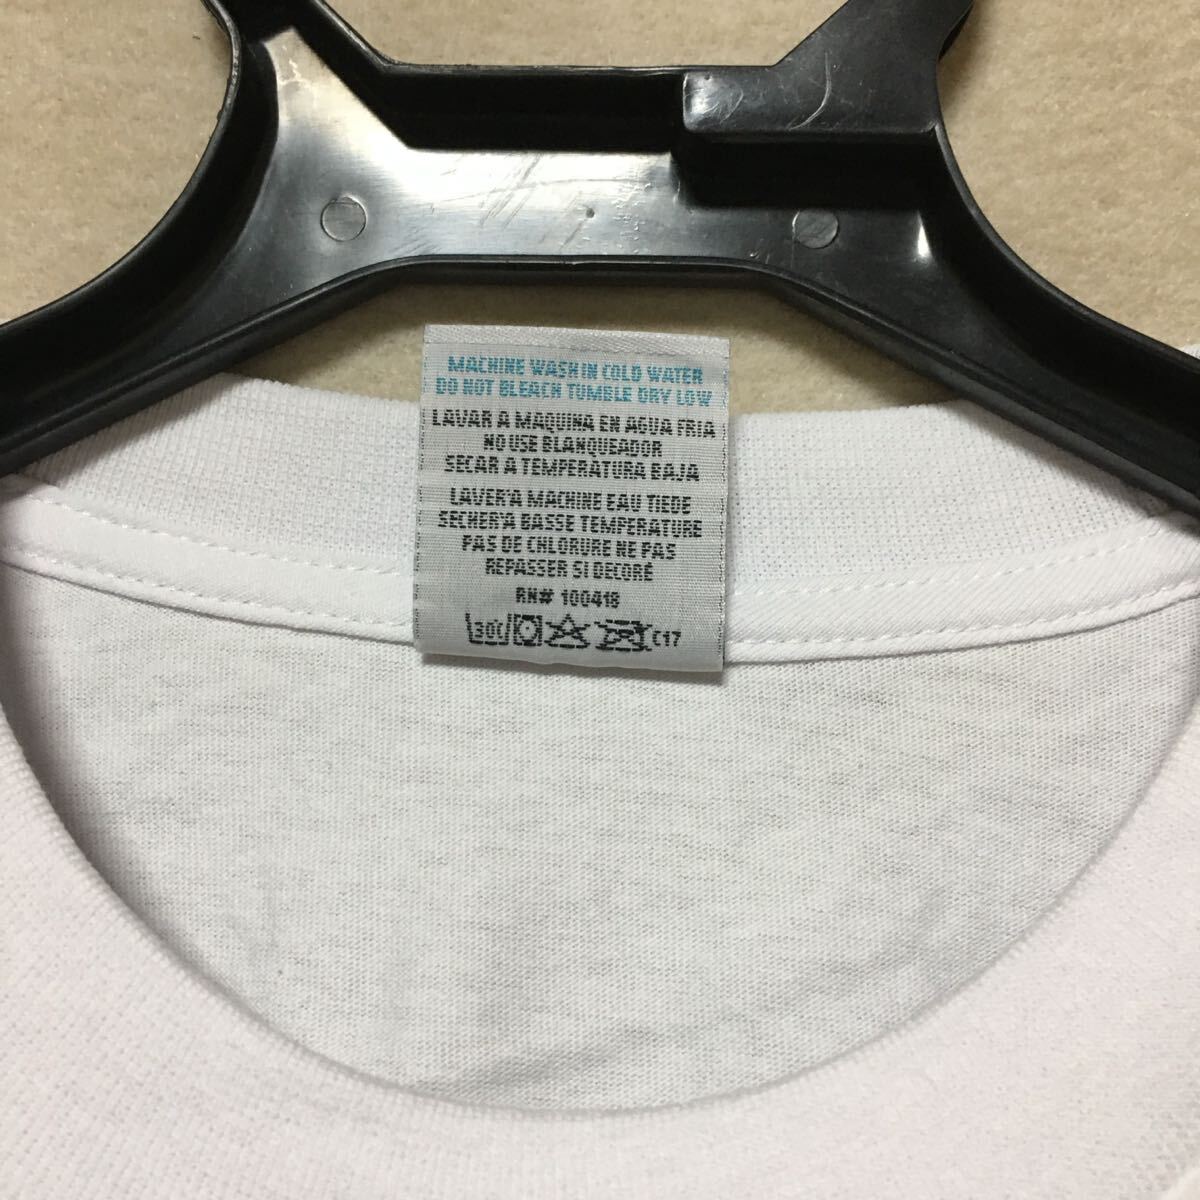 MACHINE WASH IN COLD WATER
DO NOT BLEACH TUMBLE DRY LOW
LAVAR A MAQUINA EN AGUA FRIA
NO USE BLANQUEADOR
SECAR A TEMPERATURA BAJA
LAVER'A MACHINE EAU TIEDE
SECHER'A BASSE TEMPERATURE
PAS DE CHLORURE NE PAS
REPASSER SI DECORÉ
RN# 100418
30C C17